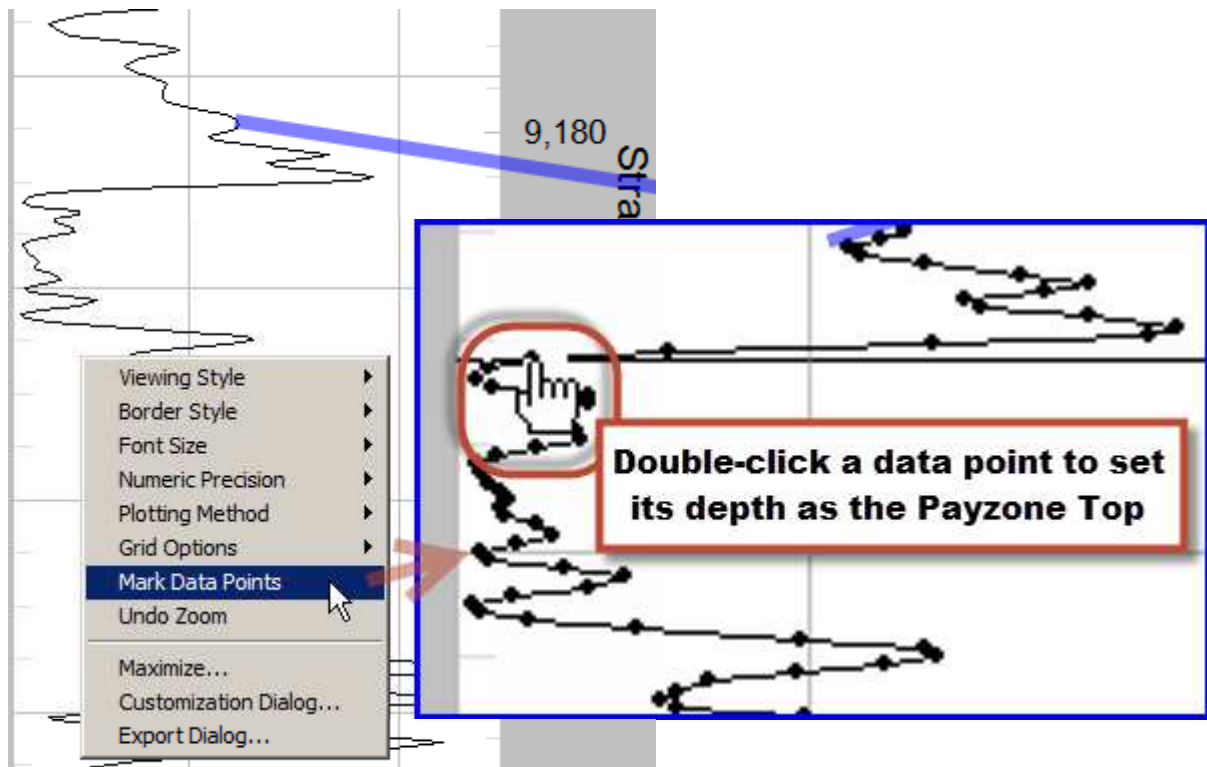 9,180
Stra
Viewing Style
Border Style
Font Size
Numeric Precision
Plotting Method
Grid Options
Mark Data Points
Undo Zoom
Maximize...
Customization Dialog...
Export Dialog...
Double-click a data point to set
its depth as the Payzone Top